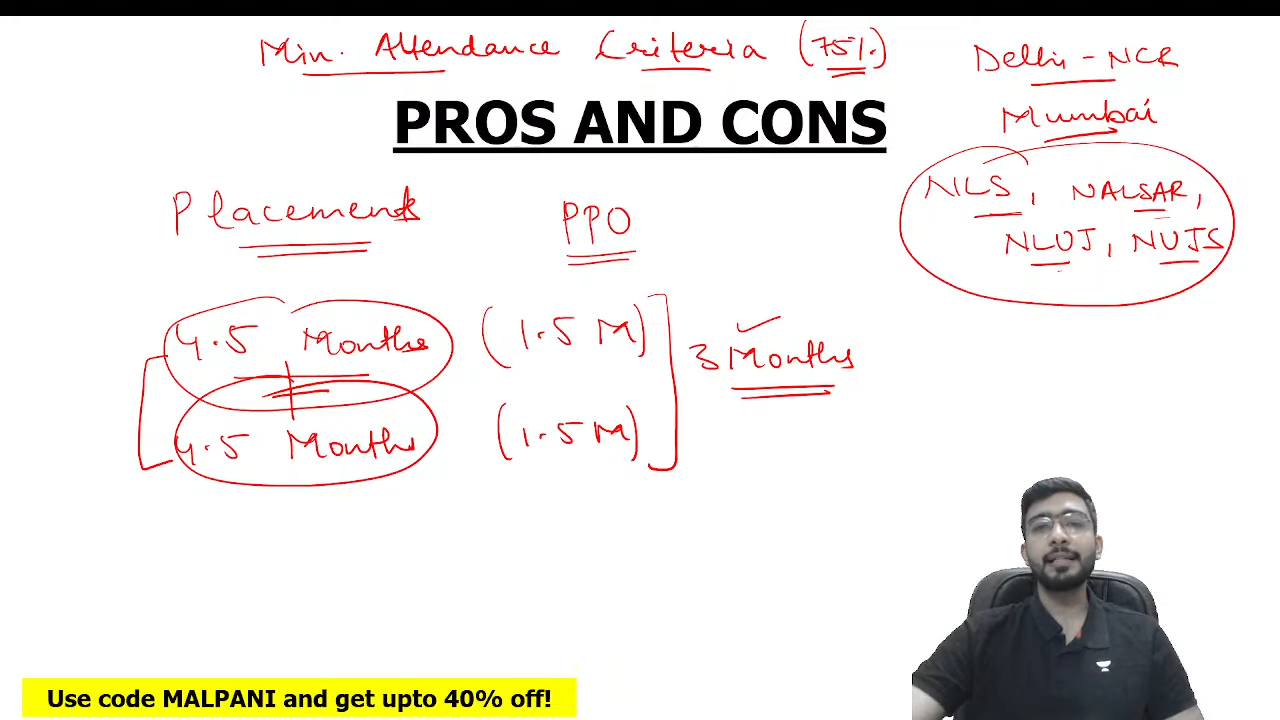 Min. Attendance Criteria (75%.)
Delhi - NCR
Mumbai
PROS AND CONS
NLS, NALSAR,
NLUJ, NUJS
Placements PPO
4.5 Months (1.5 M)
3 Months
4.5 Months (1.5 M)
Use code MALPANI and get upto 40% off!